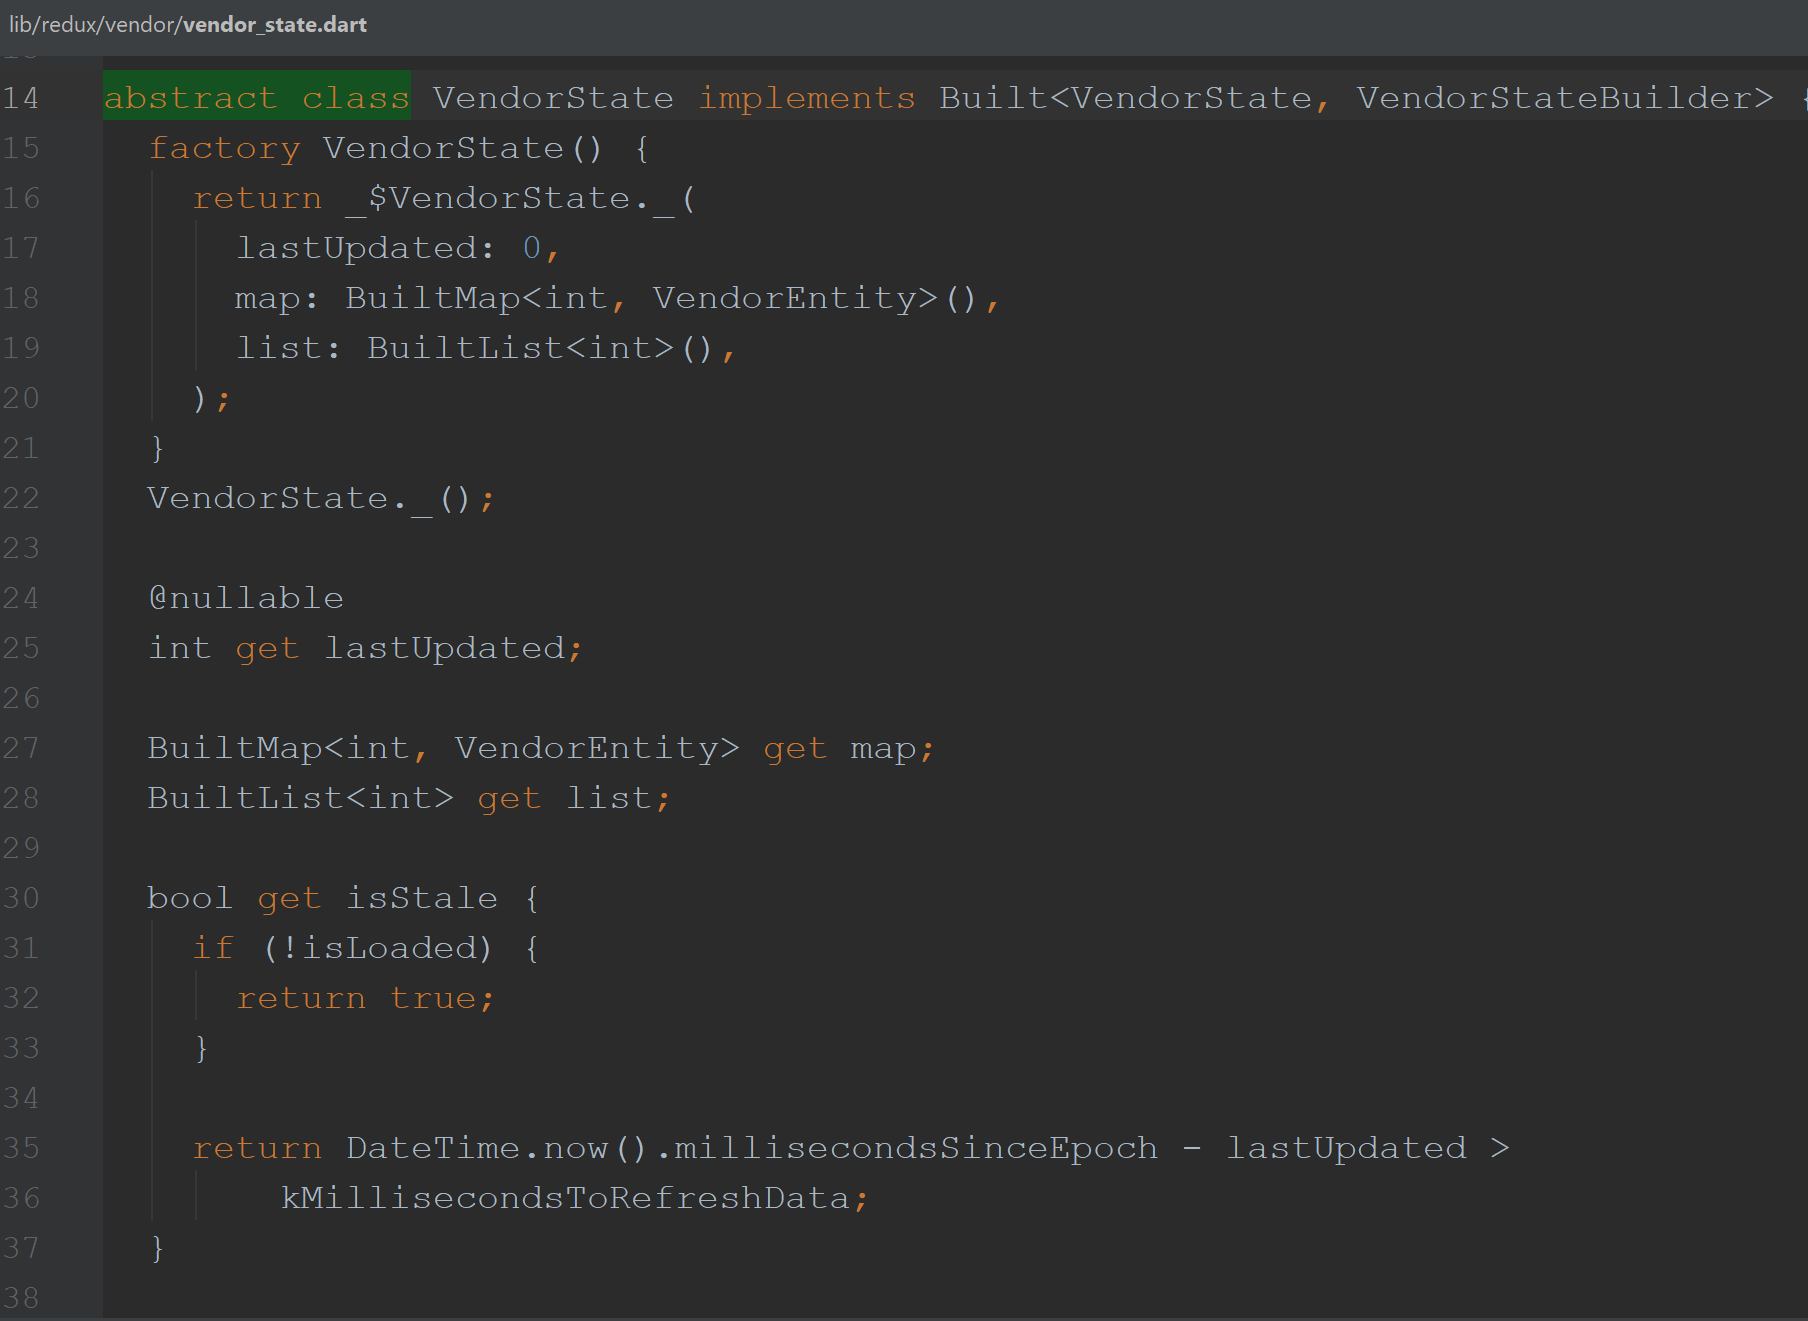 lib/redux/vendor/vendor_state.dart
14 abstract class VendorState implements Built<VendorState, VendorStateBuilder> {
15   factory VendorState() {
16     return _$VendorState._(
17       lastUpdated: 0,
18       map: BuiltMap<int, VendorEntity>(),
19       list: BuiltList<int>(),
20     );
21   }
22   VendorState._();
23
24   @nullable
25   int get lastUpdated;
26
27   BuiltMap<int, VendorEntity> get map;
28   BuiltList<int> get list;
29
30   bool get isStale {
31     if (!isLoaded) {
32       return true;
33     }
34
35     return DateTime.now().millisecondsSinceEpoch - lastUpdated >
36         kMillisecondsToRefreshData;
37   }
38